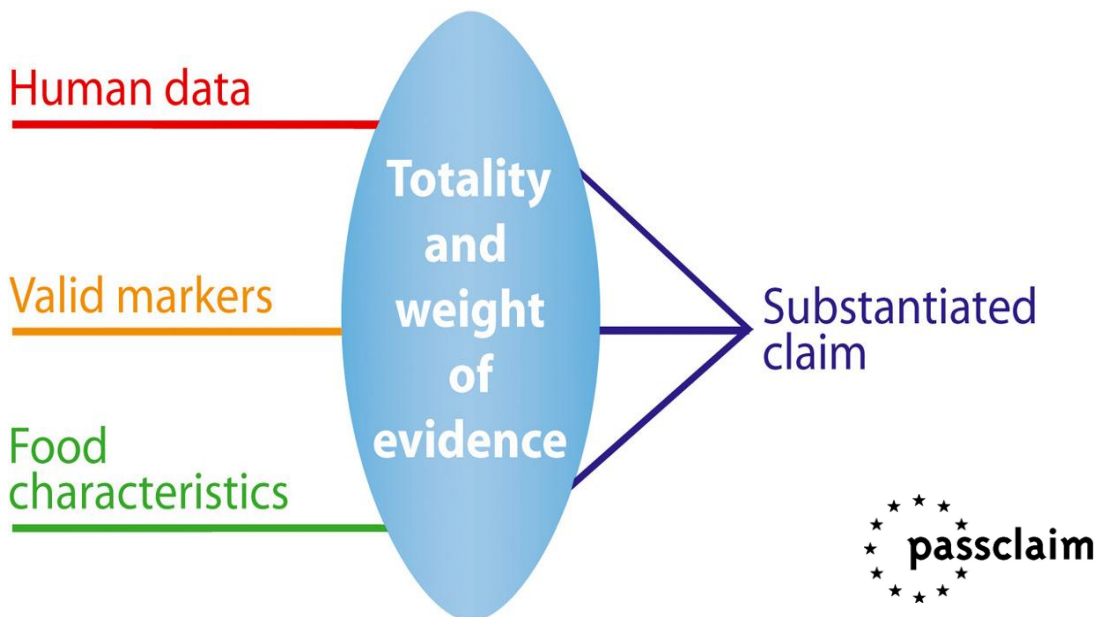 Human data
Valid markers
Food
characteristics
Totality
and
weight
of
evidence
Substantiated
claim
passclaim